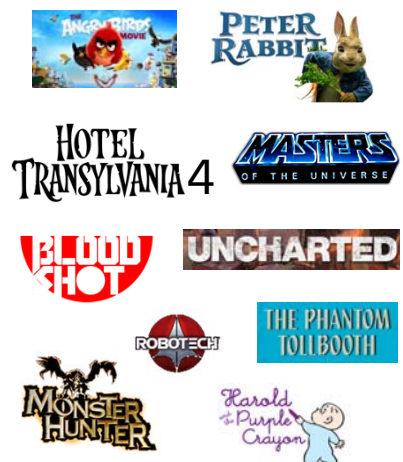 THE
ANGRY BIRDS
MOVIE
PETER
RABBIT
HOTEL
TRANSYLVANIA 4
MASTERS
OF THE UNIVERSE
BLOOD
SHOT
UNCHARTED
ROBOTECH
THE PHANTOM
TOLLBOOTH
MONSTER
HUNTER
Harold
and the
Purple
Crayon